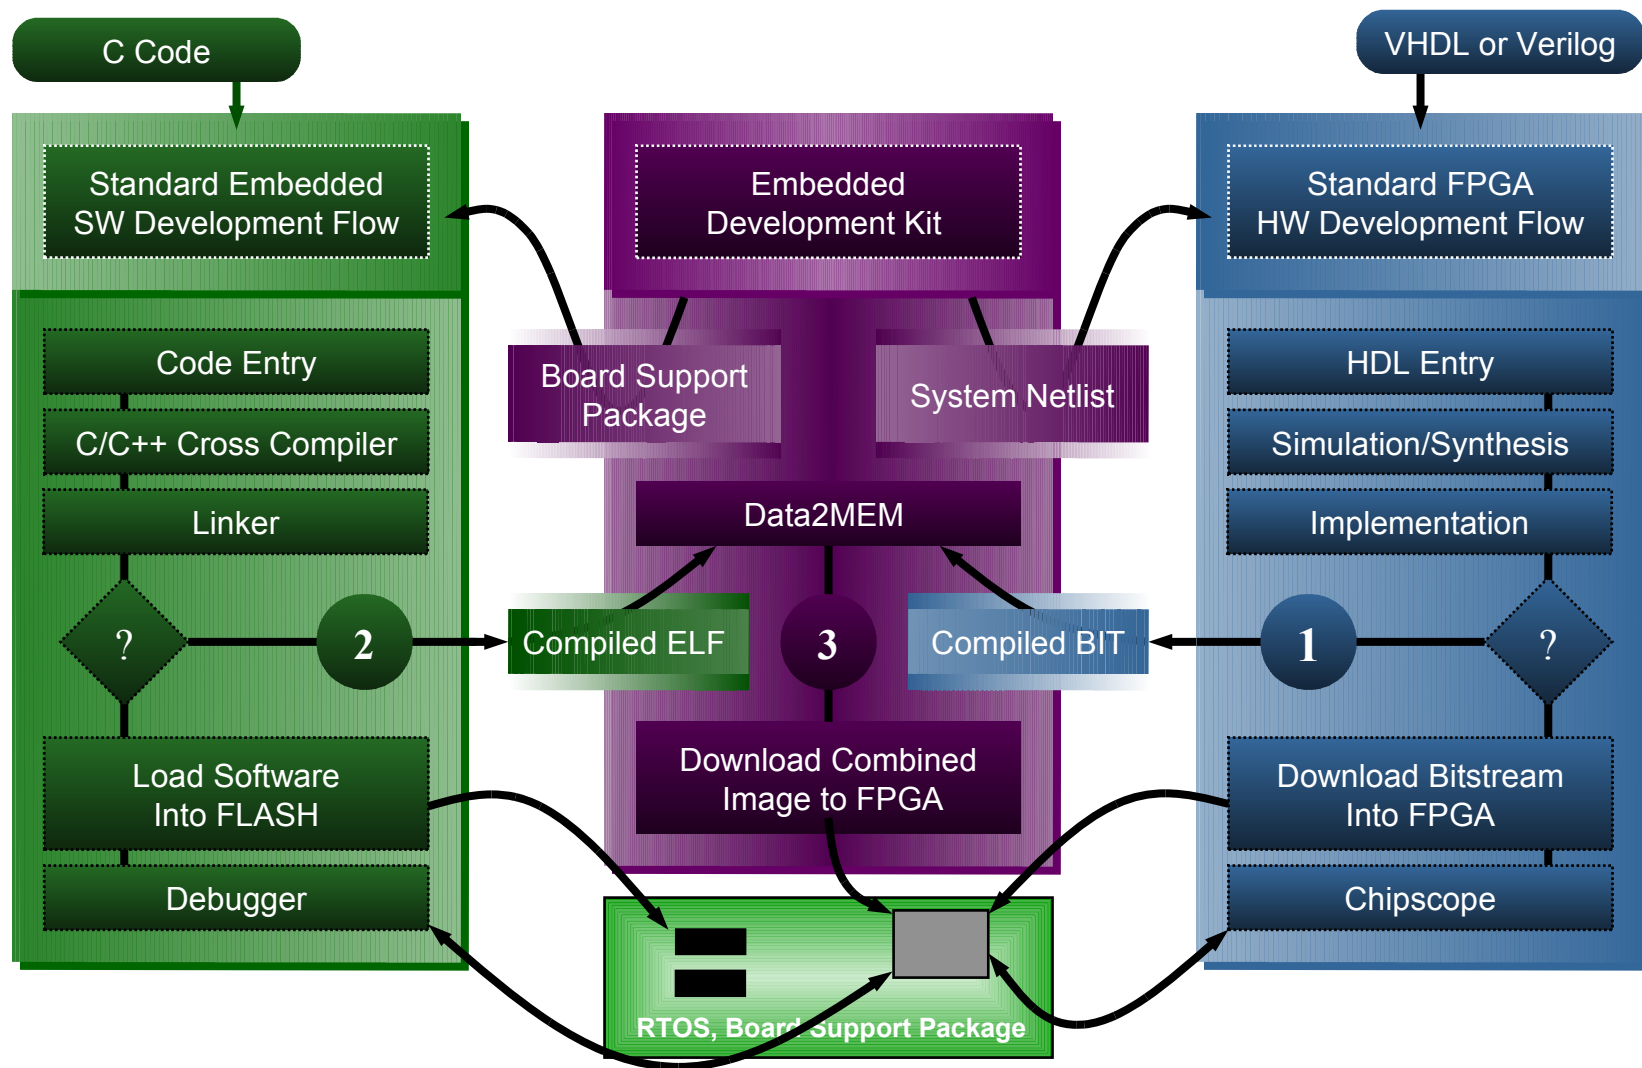 C Code
VHDL or Verilog
Standard Embedded
SW Development Flow
Embedded
Development Kit
Standard FPGA
HW Development Flow
Code Entry
C/C++ Cross Compiler
Linker
?
2
Load Software
Into FLASH
Debugger
Board Support
Package
System Netlist
Data2MEM
Compiled ELF
3
Compiled BIT
Download Combined
Image to FPGA
RTOS, Board Support Package
HDL Entry
Simulation/Synthesis
Implementation
1
?
Download Bitstream
Into FPGA
Chipscope